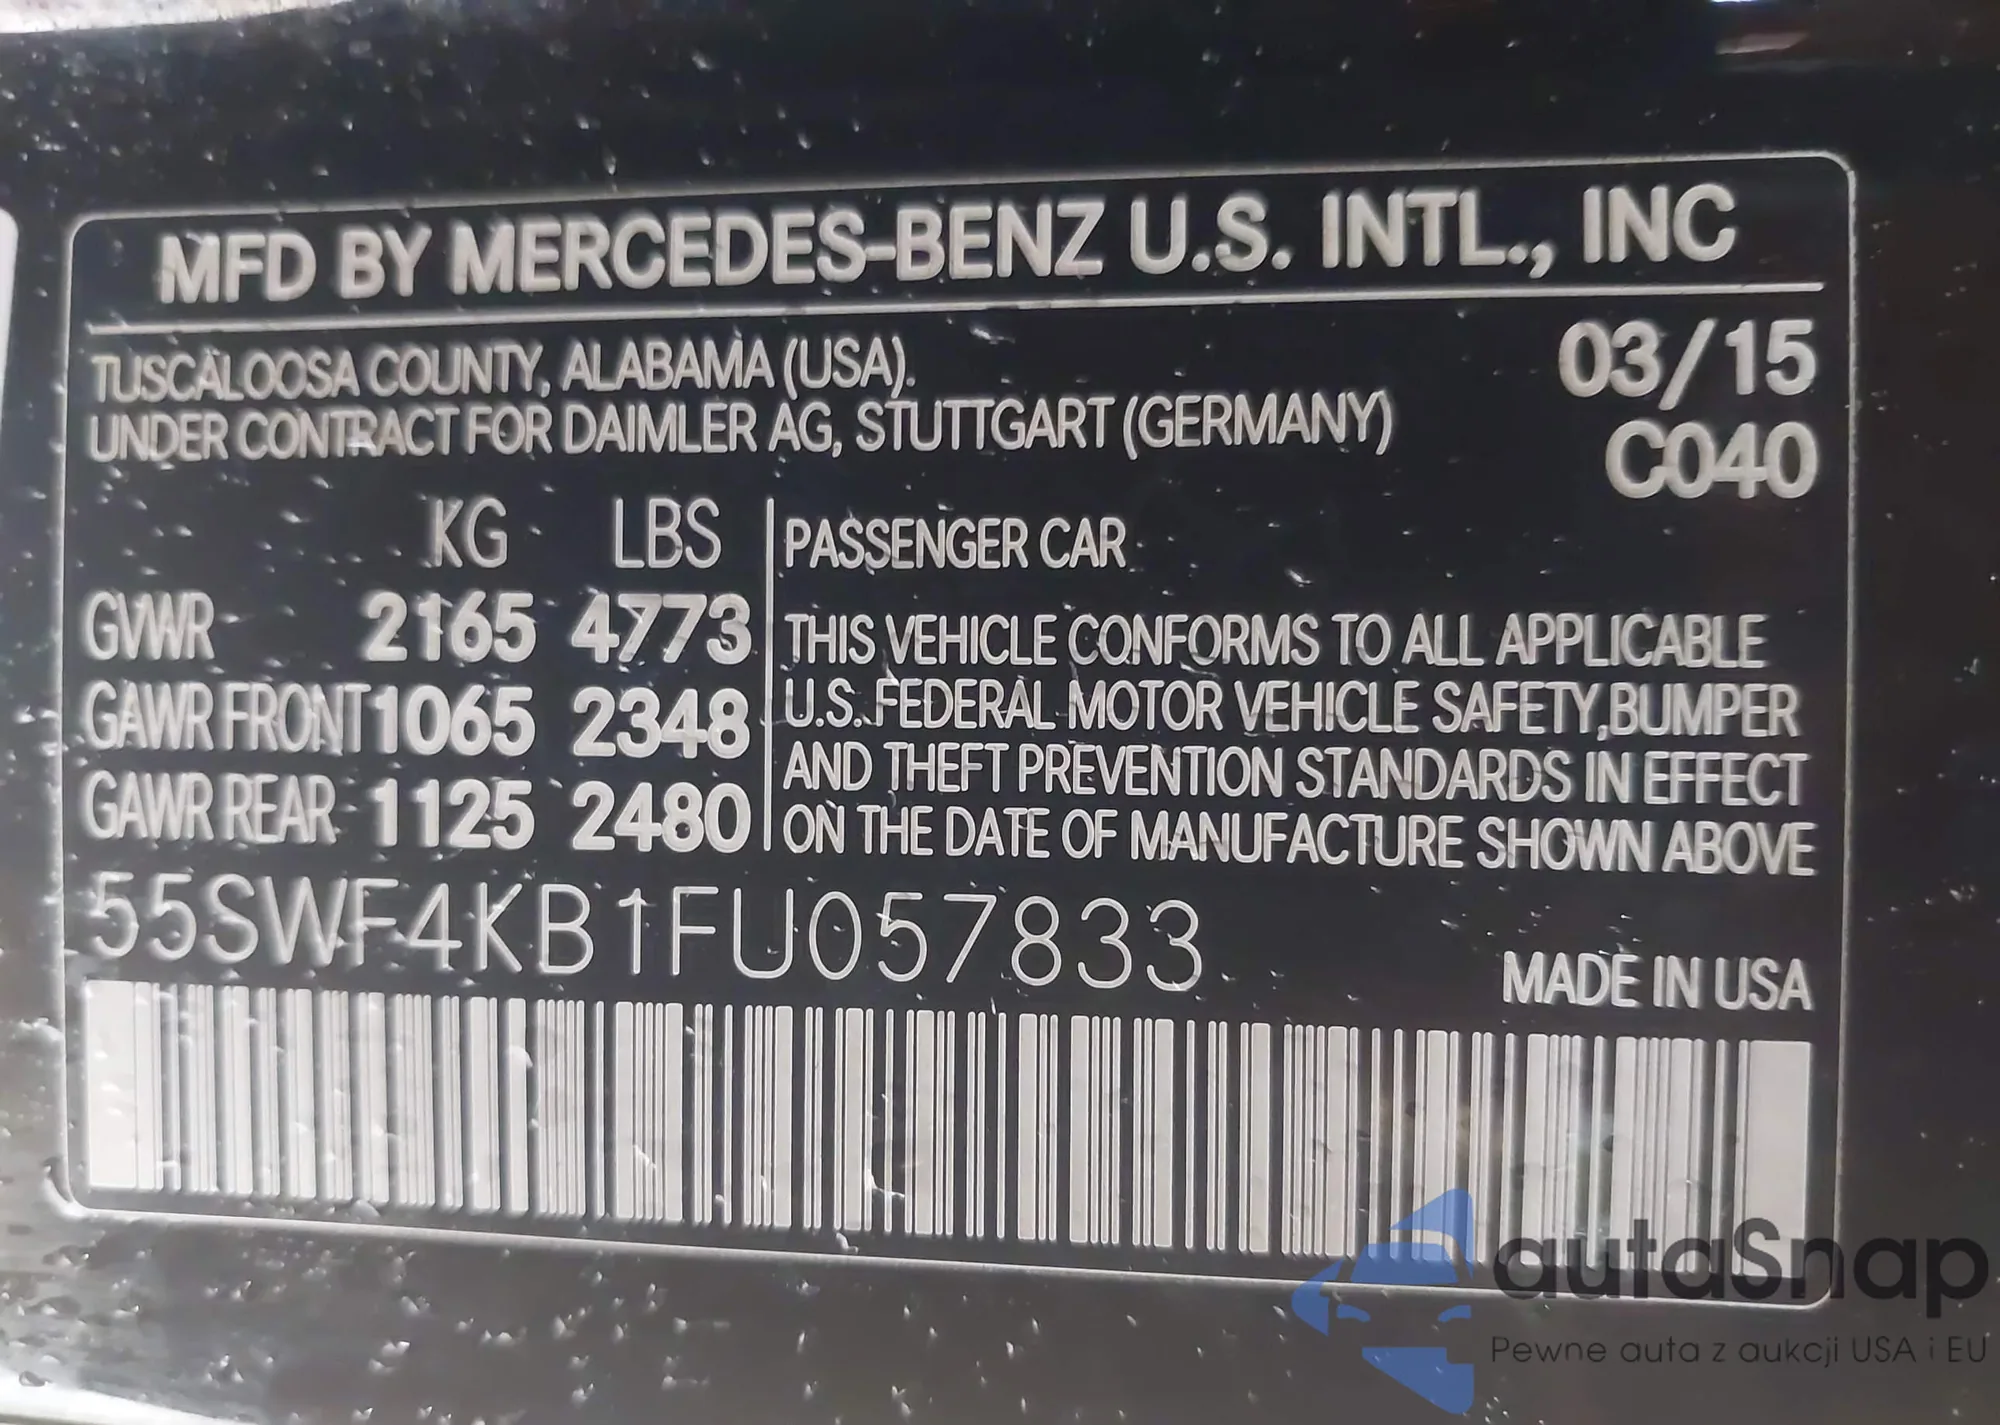 MFD BY MERCEDES-BENZ U.S. INTL., INC
TUSCALOOSA COUNTY, ALABAMA (USA). 03/15
UNDER CONTRACT FOR DAIMLER AG, STUTTGART (GERMANY) C040
KG LBS
GVWR 2165 4773
GAWR FRONT 1065 2348
GAWR REAR 1125 2480
PASSENGER CAR
THIS VEHICLE CONFORMS TO ALL APPLICABLE
U.S. FEDERAL MOTOR VEHICLE SAFETY,BUMPER
AND THEFT PREVENTION STANDARDS IN EFFECT
ON THE DATE OF MANUFACTURE SHOWN ABOVE
55SWF4KB1FU057833
MADE IN USA
autaSnap
Pewne auta z aukcji USA i EU